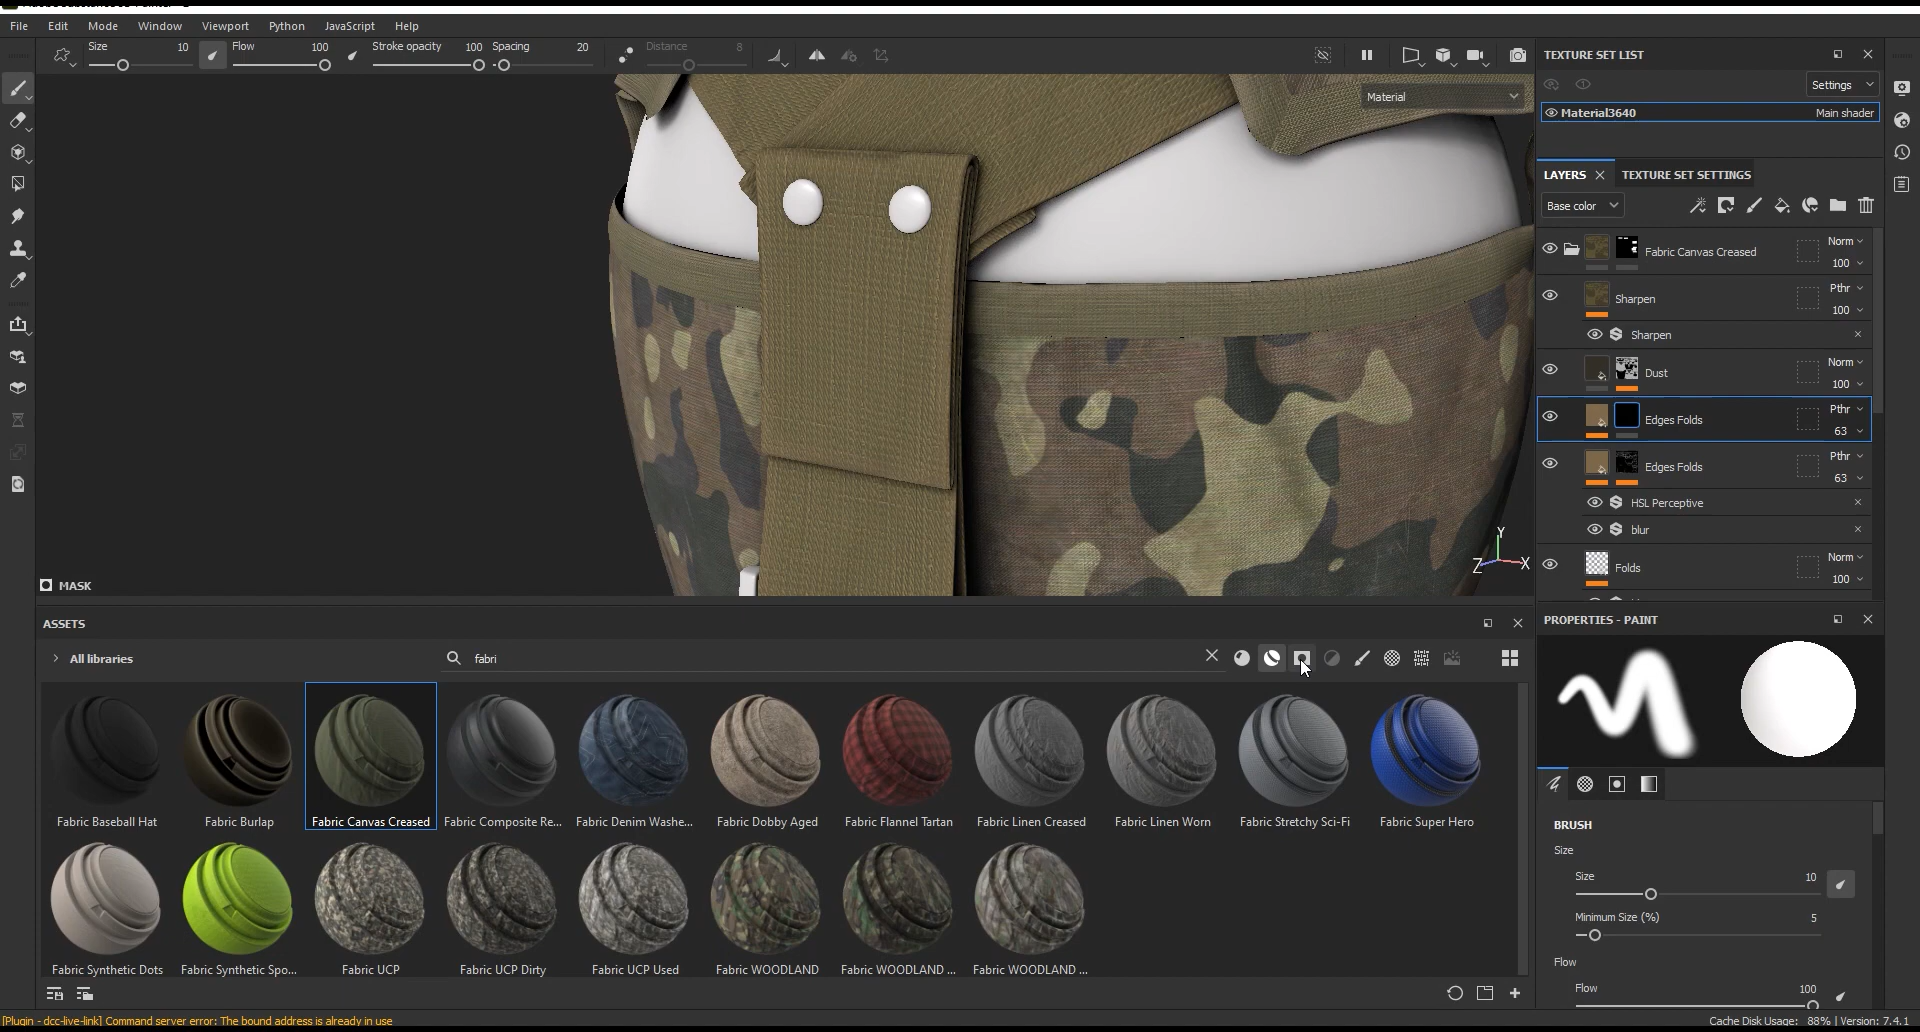 File Edit Mode Window Viewport Python JavaScript Help
Size 10 Flow 100 Stroke opacity 100 Spacing 20 Distance 8
Material
MASK
Y
Z X
TEXTURE SET LIST
Settings
Material3640 Main shader
LAYERS TEXTURE SET SETTINGS
Base color
Fabric Canvas Creased Norm 100
Sharpen Pthr 100
Sharpen
Dust Norm 100
Edges Folds Pthr 63
Edges Folds Pthr 63
HSL Perceptive
blur
Folds Norm 100
ASSETS
All libraries
fabri
Fabric Baseball Hat Fabric Burlap Fabric Canvas Creased Fabric Composite Re... Fabric Denim Washe... Fabric Dobby Aged Fabric Flannel Tartan Fabric Linen Creased Fabric Linen Worn Fabric Stretchy Sci-Fi Fabric Super Hero
Fabric Synthetic Dots Fabric Synthetic Spo... Fabric UCP Fabric UCP Dirty Fabric UCP Used Fabric WOODLAND Fabric WOODLAND ... Fabric WOODLAND ...
PROPERTIES - PAINT
BRUSH
Size
Size 10
Minimum Size (%) 5
Flow
Flow 100
[Plugin - dcc-live-link] Command server error: The bound address is already in use
Cache Disk Usage: 88% | Version: 7.4.1